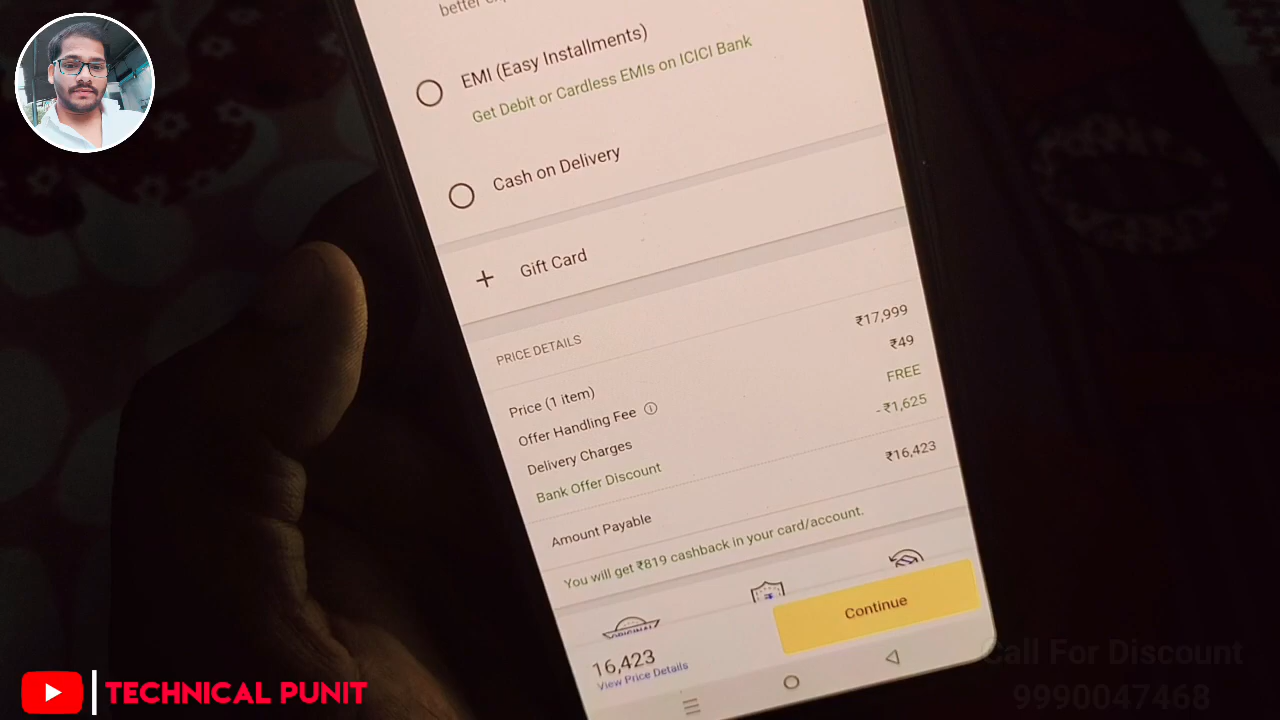 better
EMI (Easy Installments)
Get Debit or Cardless EMIs on ICICI Bank
Cash on Delivery
+ Gift Card
PRICE DETAILS
Price (1 item) ₹17,999
Offer Handling Fee ₹49
Delivery Charges FREE
Bank Offer Discount -₹1,625
Amount Payable ₹16,423
You will get ₹819 cashback in your card/account.
ORIGINAL
16,423
View Price Details
Continue
Call For Discount
9990047468
TECHNICAL PUNIT